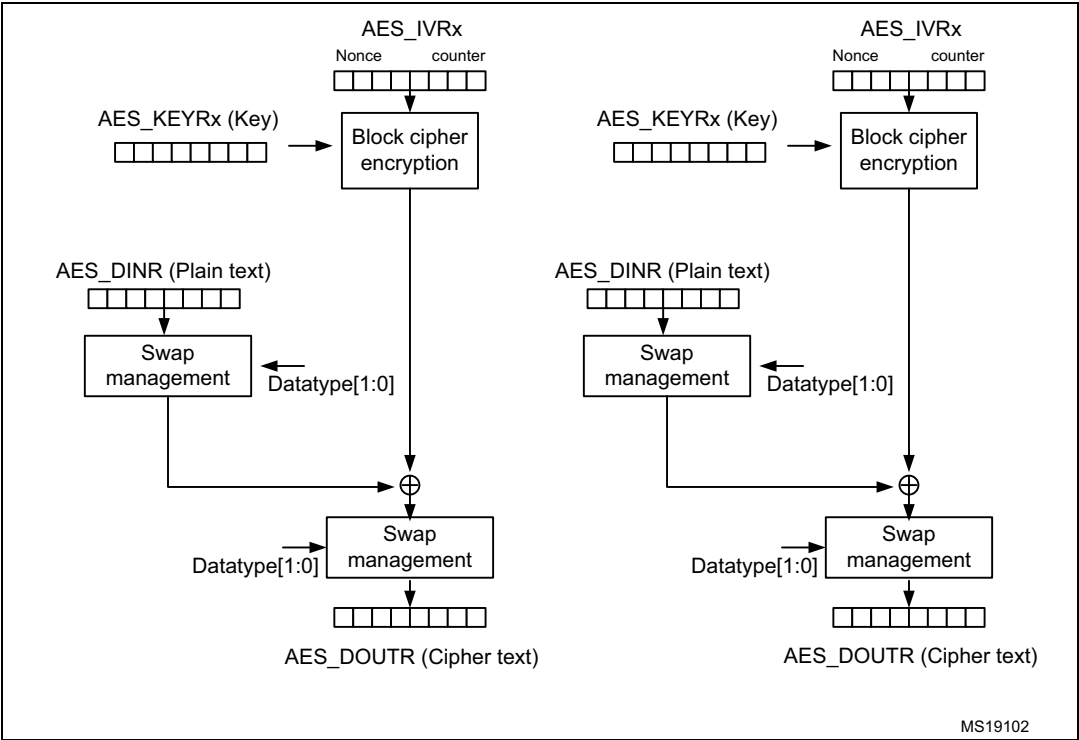 AES_IVRx
Nonce counter
AES_KEYRx (Key)
Block cipher
encryption
AES_DINR (Plain text)
Swap
management
Datatype[1:0]
Swap
management
Datatype[1:0]
AES_DOUTR (Cipher text)
AES_IVRx
Nonce counter
AES_KEYRx (Key)
Block cipher
encryption
AES_DINR (Plain text)
Swap
management
Datatype[1:0]
Swap
management
Datatype[1:0]
AES_DOUTR (Cipher text)
MS19102